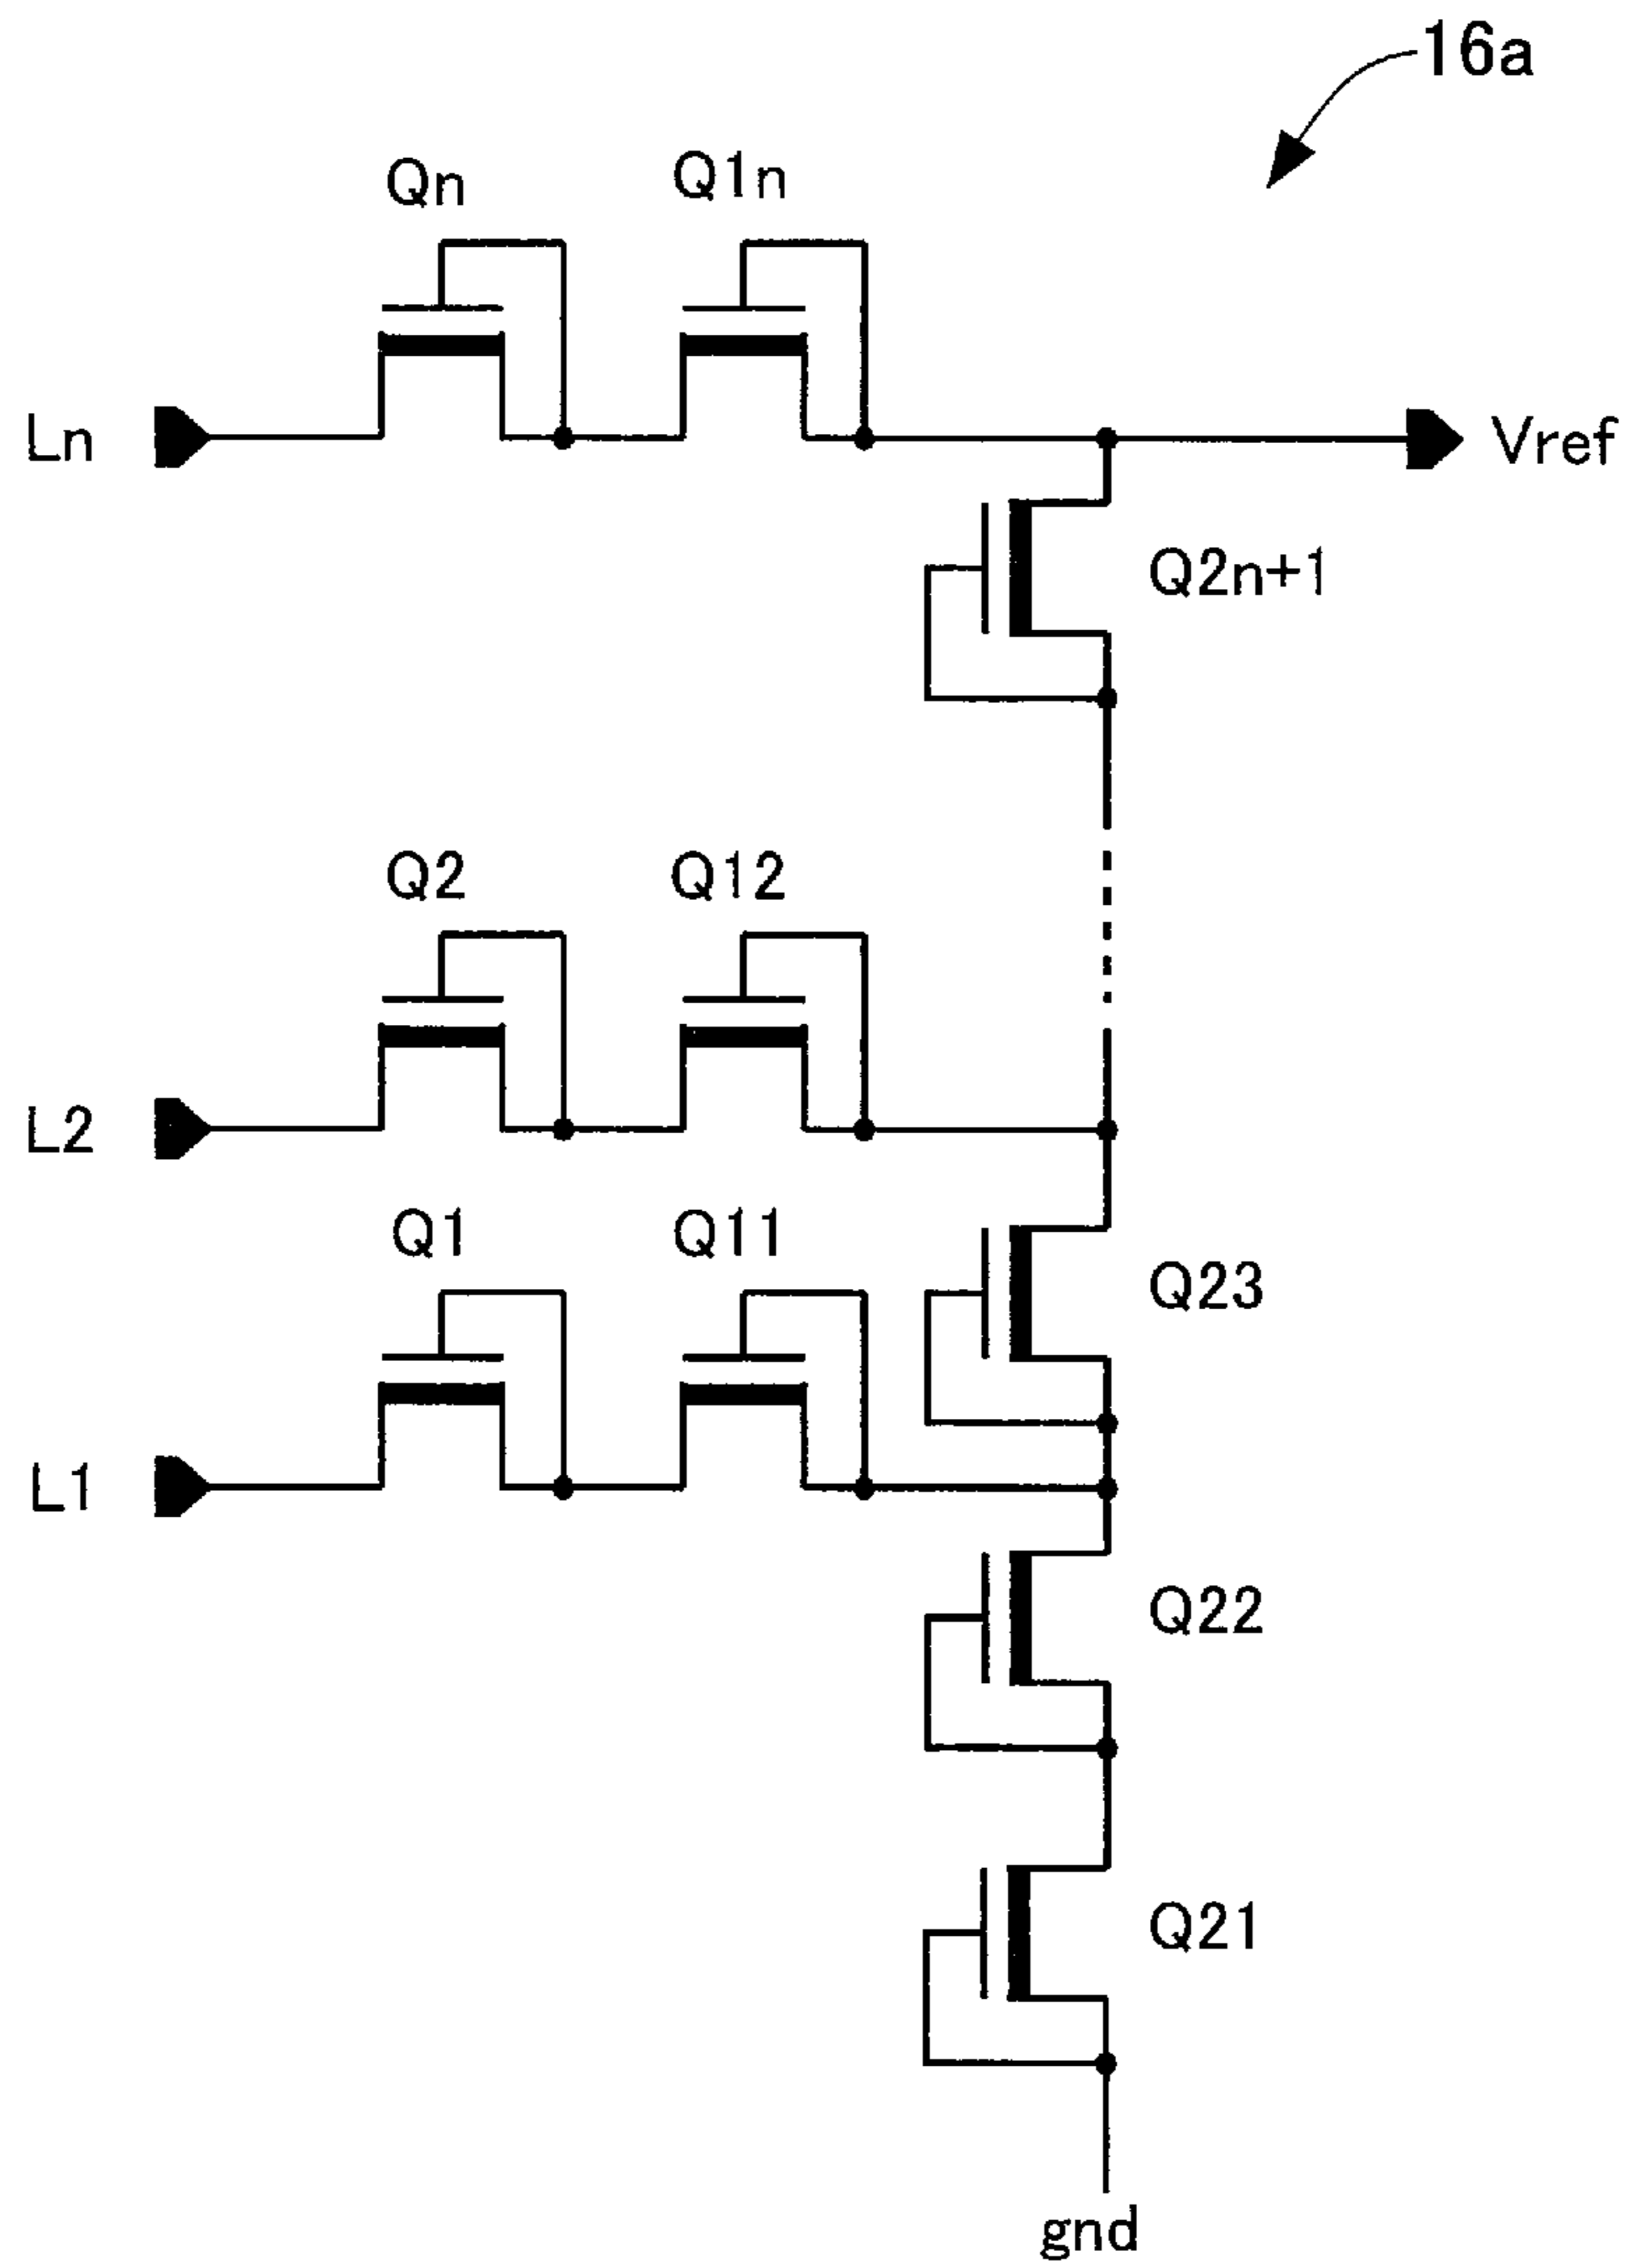 16a
Qn Q1n
Ln Vref
Q2n+1
Q2 Q12
L2
Q1 Q11
Q23
L1
Q22
Q21
gnd